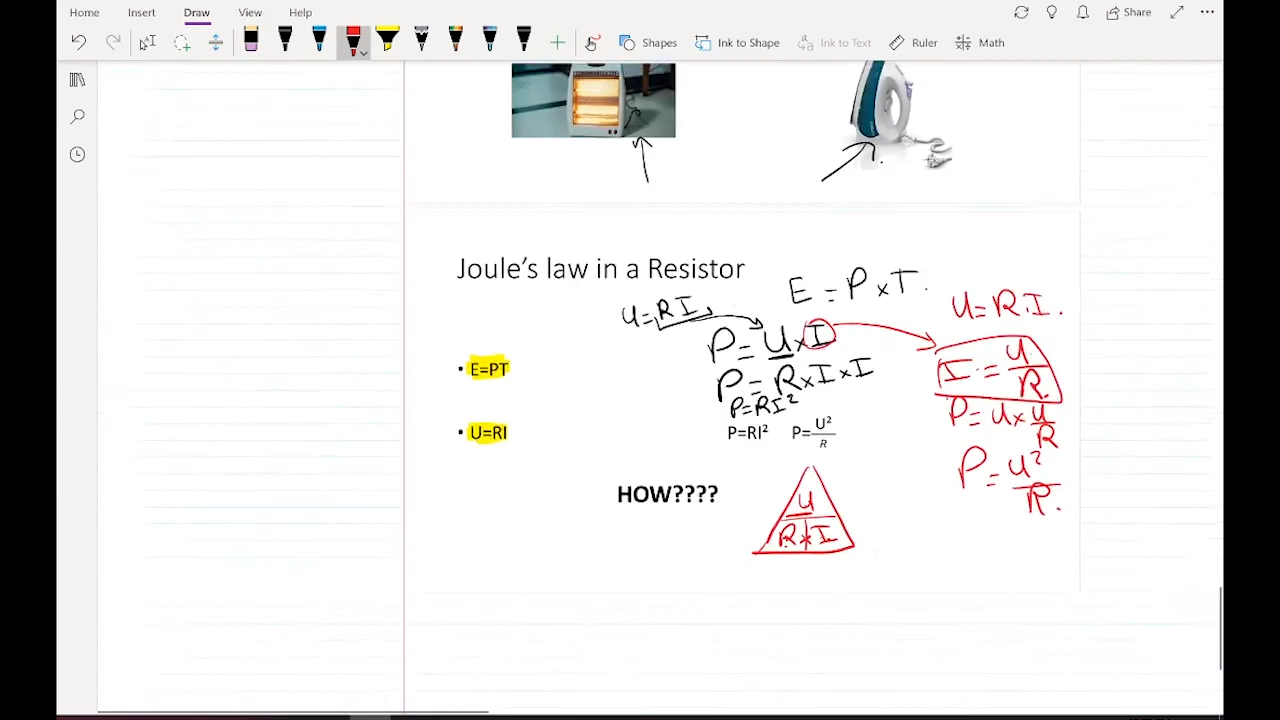 Home Insert Draw View Help Share
Shapes Ink to Shape Ink to Text Ruler Math
Joule's law in a Resistor
E = P × T.
U=RI
P = U × I
P = R × I × I
P=RI²
• E=PT
• U=RI
P=RI² P=U²/R
HOW????
U
R * I
U=R.I.
I = U/R.
P = U × U/R
P = U²/R.